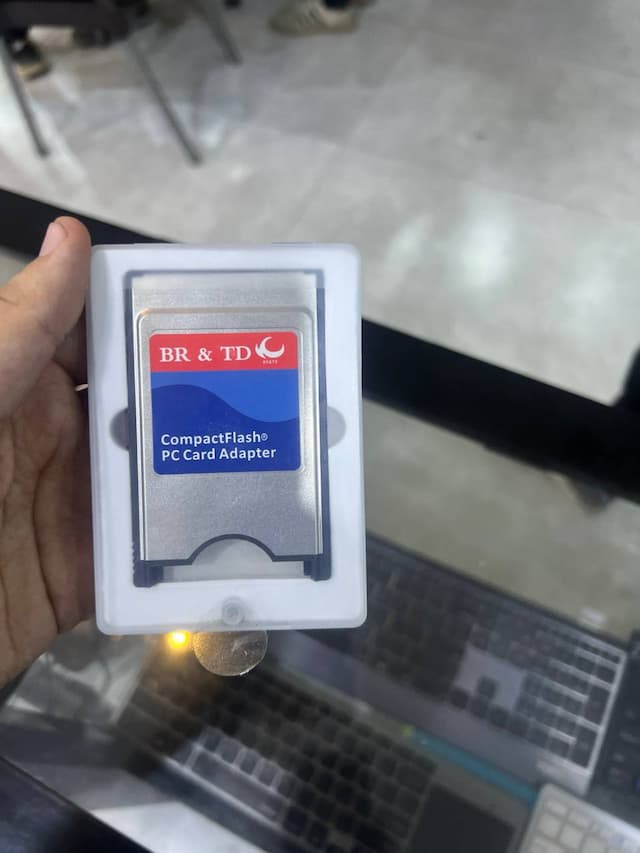 BR & TD
CompactFlash®
PC Card Adapter